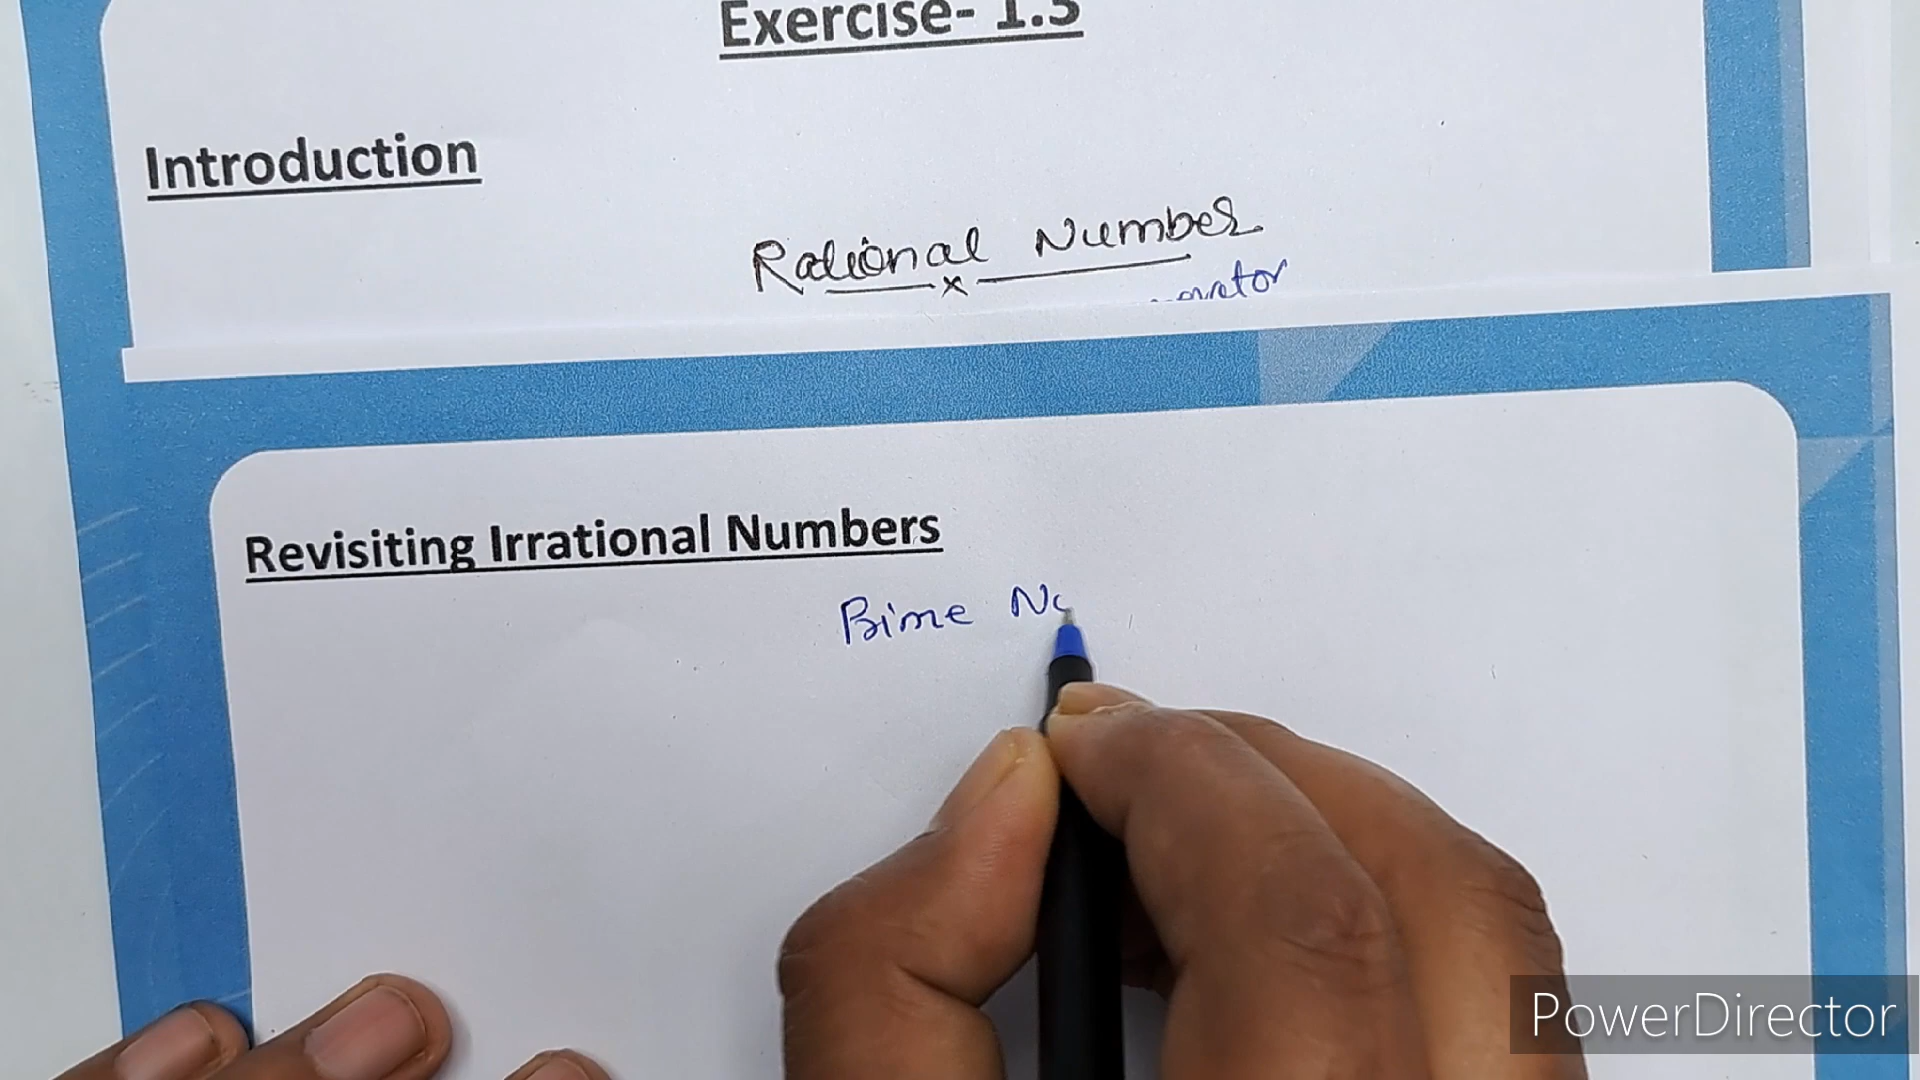 Exercise- 1.3
Introduction
Rational Number
Revisiting Irrational Numbers
Prime
PowerDirector